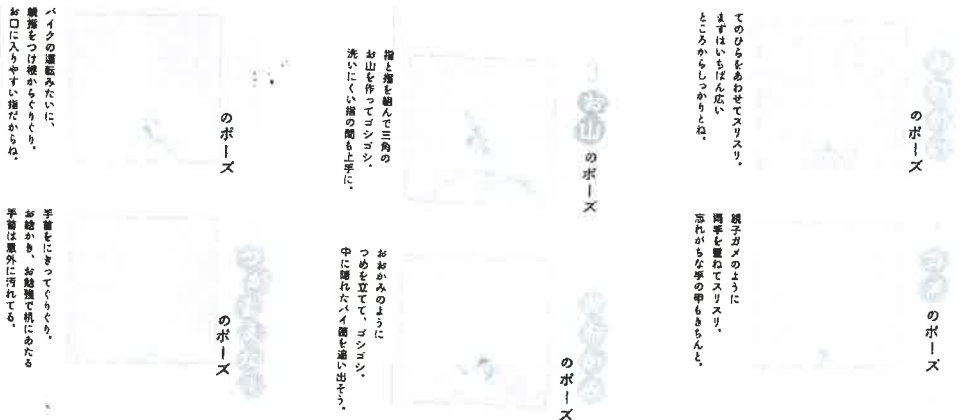 のポーズ
てのひらをあわせてスリスリ。
まずはいちばん広い
ところからしっかりとね。
カメのポーズ
親子ガメのように
両手を重ねてスリスリ。
忘れがちな手の甲もきちんと。
お山のポーズ
指と指を組んで三角の
お山を作ってゴシゴシ。
洗いにくい指の間も上手に。
のポーズ
おおかみのように
つめを立てて、ゴシゴシ。
中に隠れたバイ菌を追い出そう。
のポーズ
バイクの運転みたいに、
親指をつけ根からぐりぐり。
お口に入りやすい指だからね。
のポーズ
手首をにぎってぐりぐり。
お絵かき、お勉強で机にあたる
手首は意外に汚れてる。